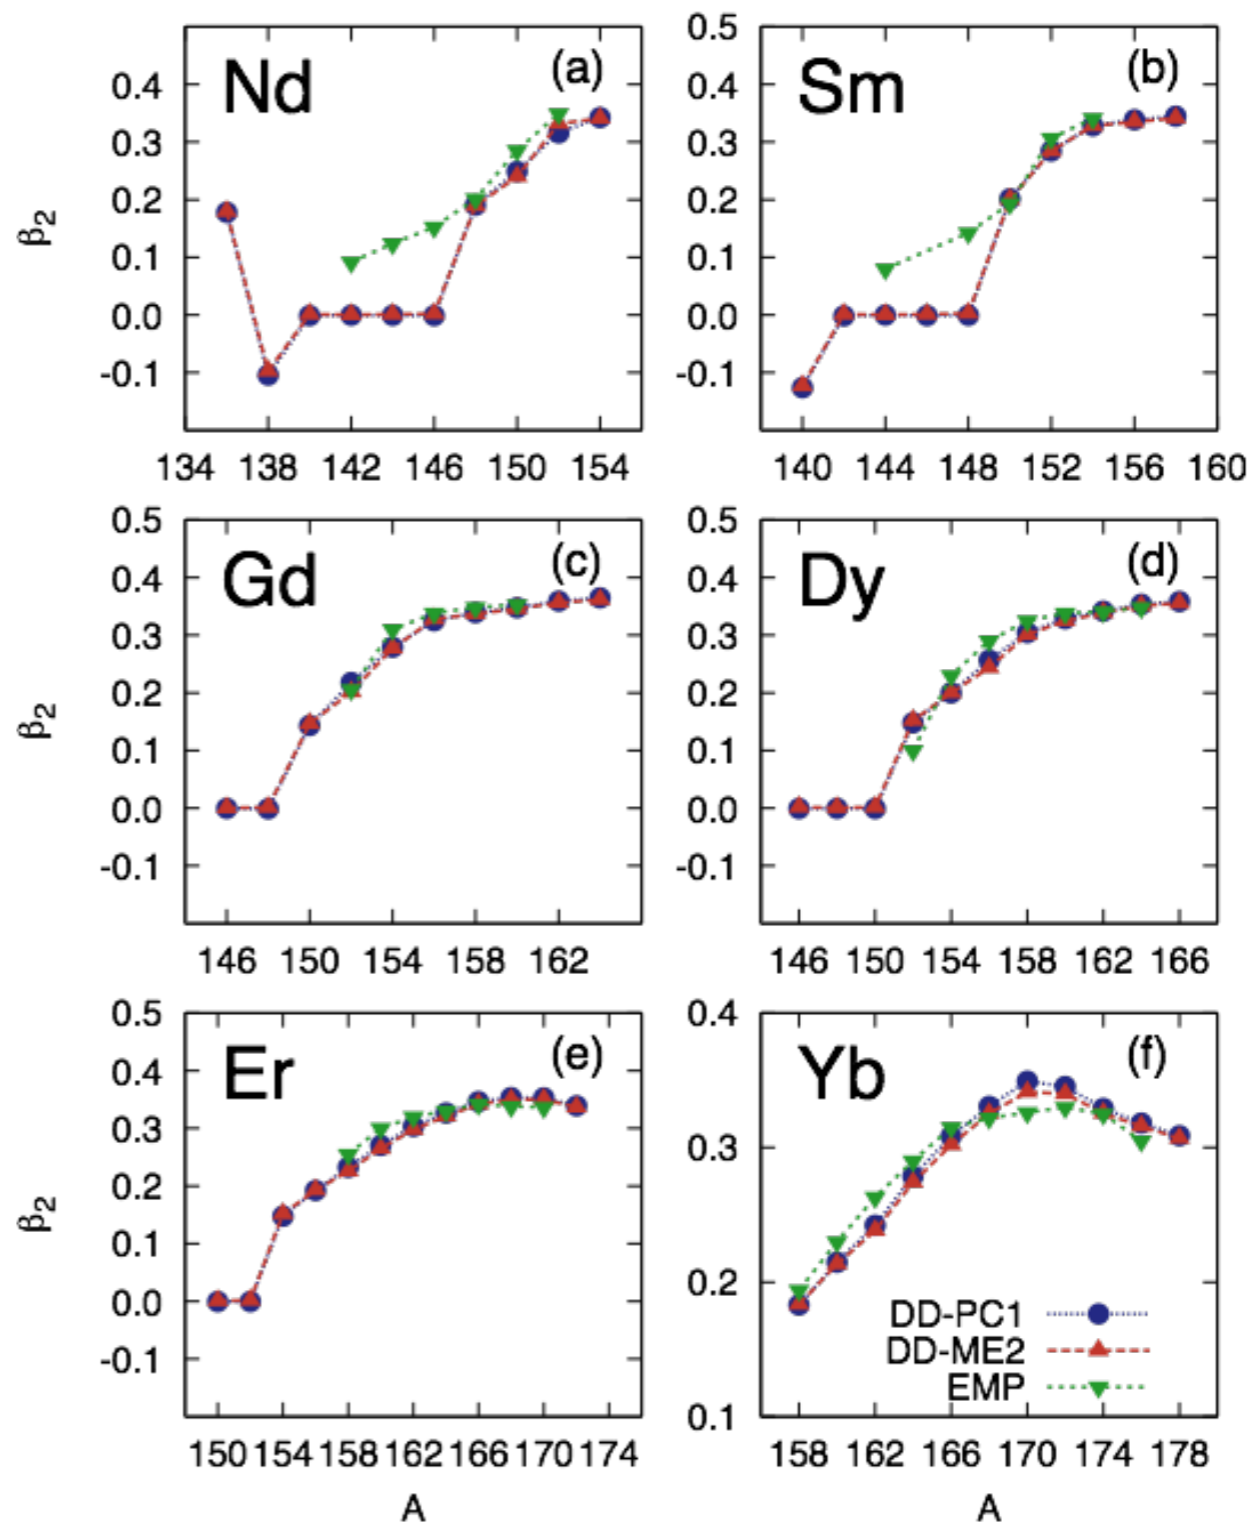 Nd (a)
0.4
0.3
0.2
0.1
0.0
-0.1
β2
134 138 142 146 150 154
Sm (b)
0.5
0.4
0.3
0.2
0.1
0.0
-0.1
140 144 148 152 156 160
Gd (c)
0.5
0.4
0.3
0.2
0.1
0.0
-0.1
β2
146 150 154 158 162
Dy (d)
0.5
0.4
0.3
0.2
0.1
0.0
-0.1
146 150 154 158 162 166
Er (e)
0.5
0.4
0.3
0.2
0.1
0.0
-0.1
β2
150 154 158 162 166 170 174
A
Yb (f)
0.4
0.3
0.2
0.1
DD-PC1
DD-ME2
EMP
158 162 166 170 174 178
A